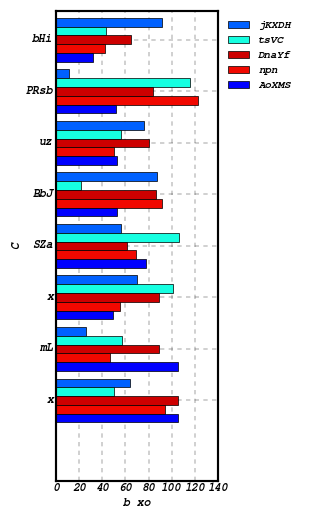 jKXDH
tsVC
DnaYf
npn
AoXMS
bHi
PRsb
uz
BbJ
SZa
x
mL
x
C
0 20 40 60 80 100 120 140
b xo